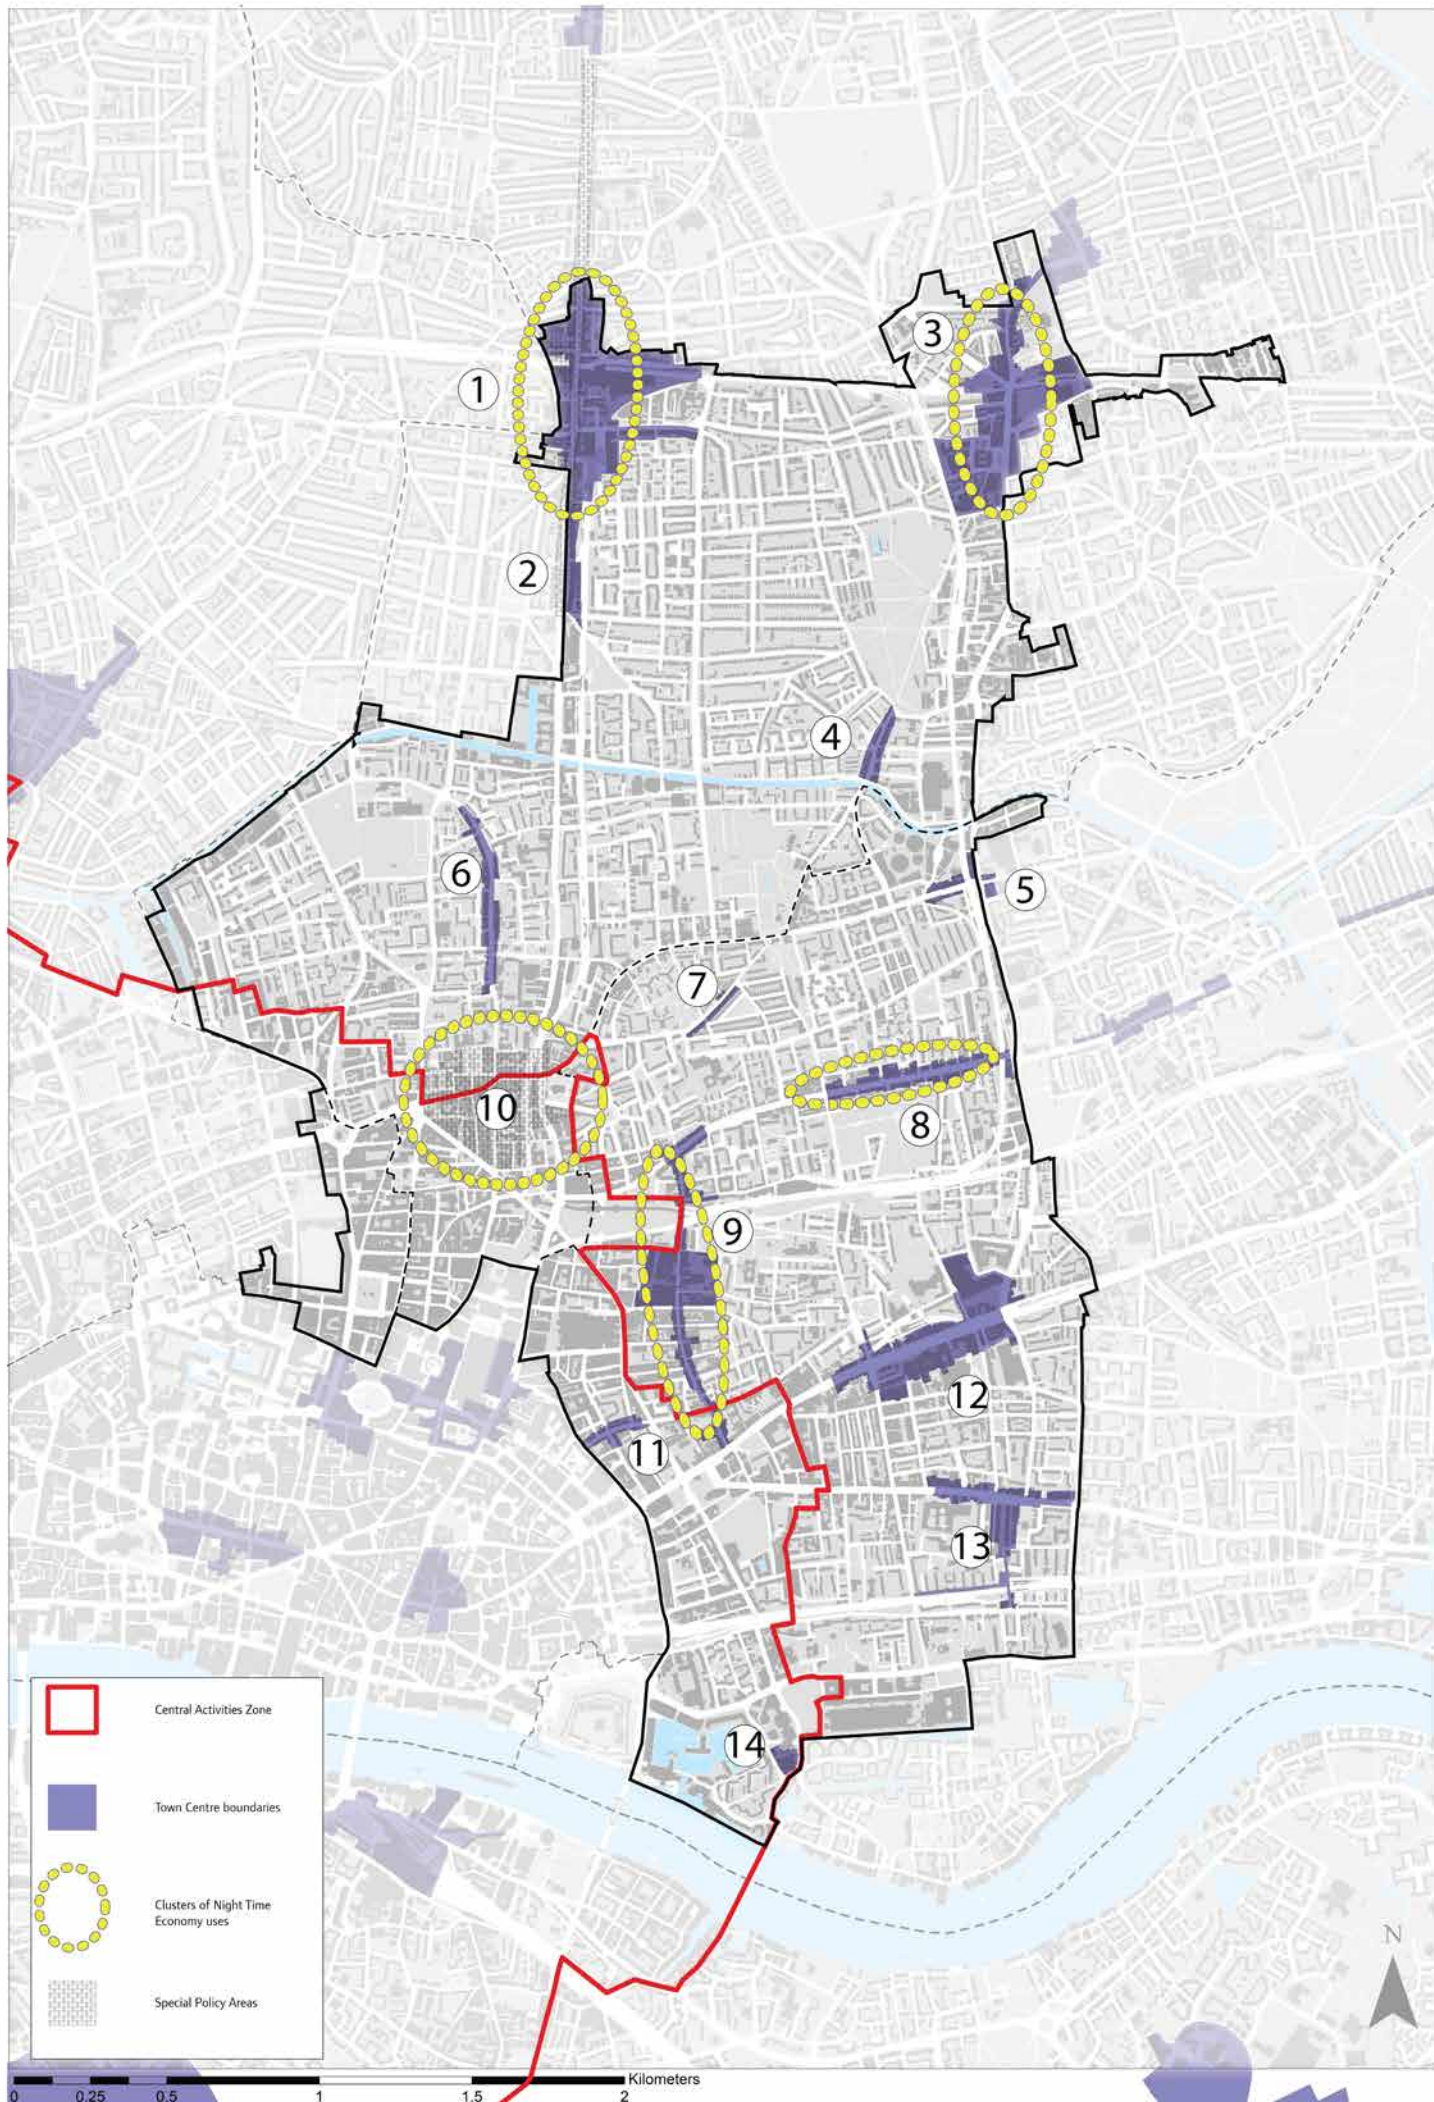 1
3
2
4
6
5
7
10
8
9
12
11
13
14
Central Activities Zone
Town Centre boundaries
Clusters of Night Time
Economy uses
Special Policy Areas
N
Kilometers
0 0.25 0.5 1 1.5 2